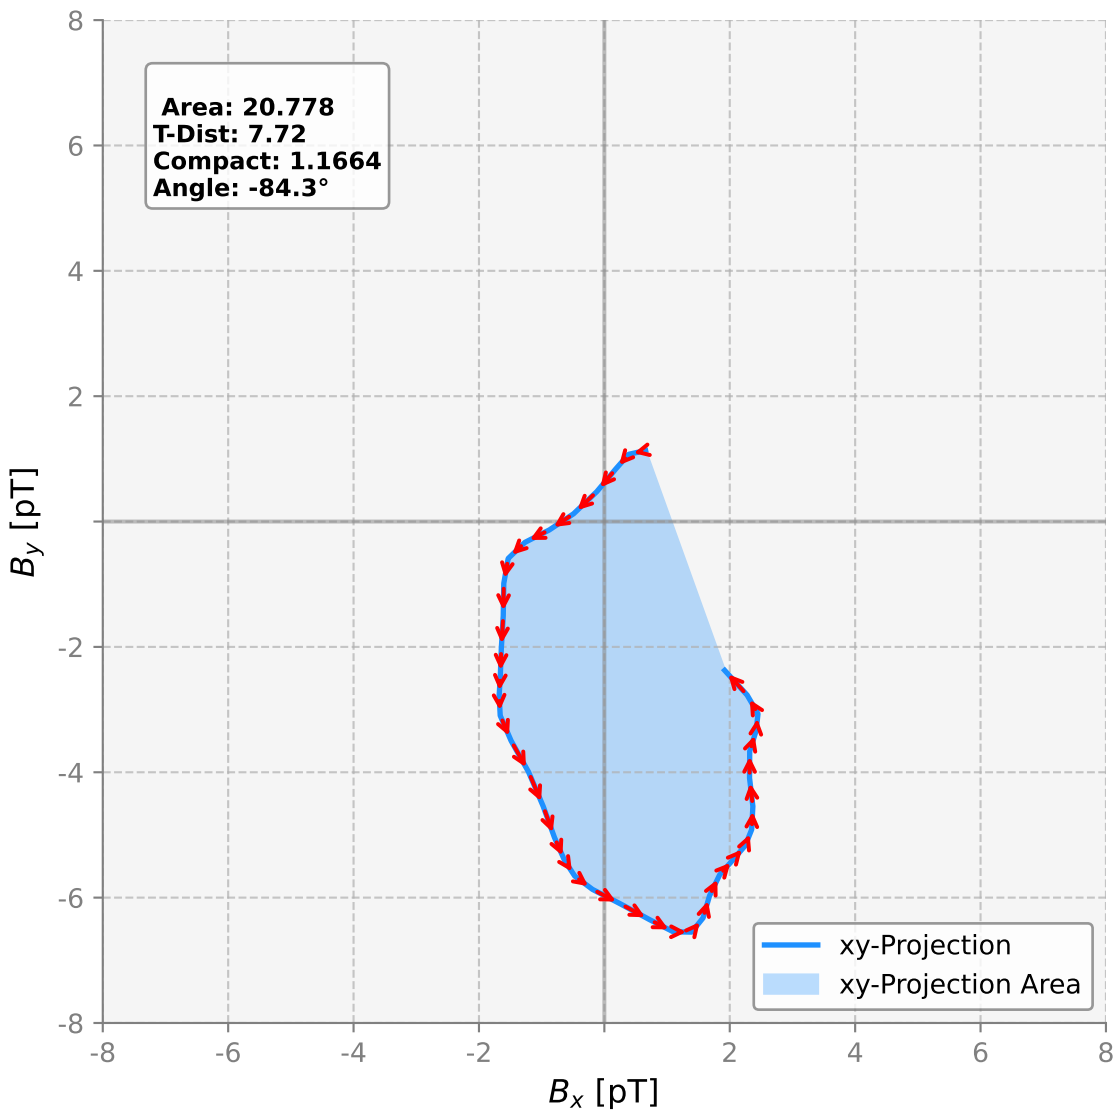 8
6
4
2
-2
-4
-6
-8
-8
-6
-4
-2
2
4
6
8
Area: 20.778
T-Dist: 7.72
Compact: 1.1664
Angle: -84.3°
B_y [pT]
B_x [pT]
xy-Projection
xy-Projection Area